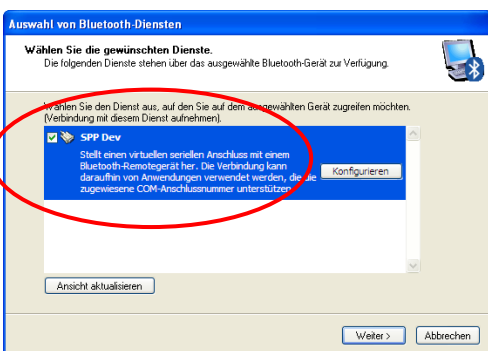 Auswahl von Bluetooth-Diensten
Wählen Sie die gewünschten Dienste.
Die folgenden Dienste stehen über das ausgewählte Bluetooth-Gerät zur Verfügung.
Wählen Sie den Dienst aus, auf den Sie auf dem ausgewählten Gerät zugreifen möchten.
(Verbindung mit diesem Dienst aufnehmen).
SPP Dev
Stellt einen virtuellen seriellen Anschluss mit einem
Bluetooth-Remotegerät her. Die Verbindung kann
daraufhin von Anwendungen verwendet werden, die die
zugewiesene COM-Anschlussnummer unterstützen
Konfigurieren
Ansicht aktualisieren
Weiter >
Abbrechen